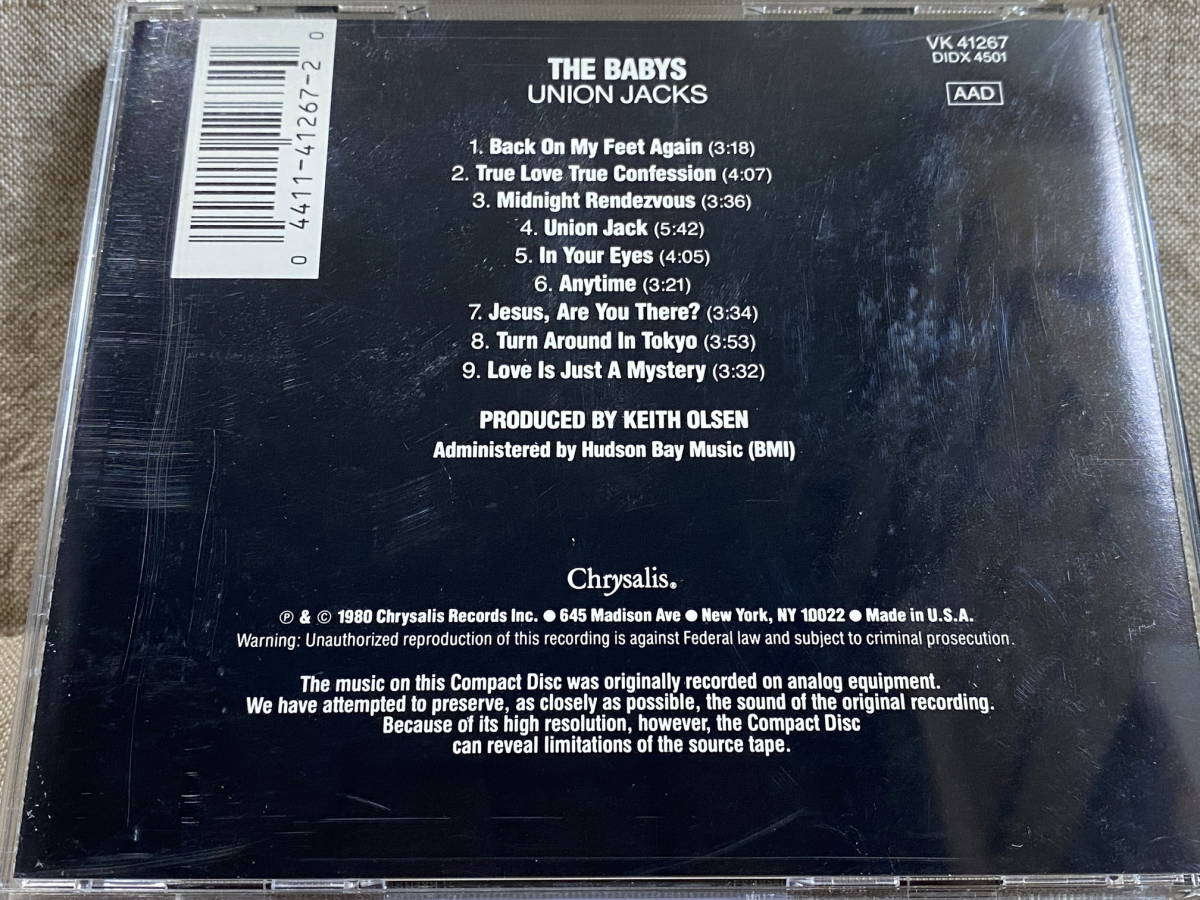 0 4411-41267-2 0
VK 41267
DIDX 4501
AAD
THE BABYS
UNION JACKS
1. Back On My Feet Again (3:18)
2. True Love True Confession (4:07)
3. Midnight Rendezvous (3:36)
4. Union Jack (5:42)
5. In Your Eyes (4:05)
6. Anytime (3:21)
7. Jesus, Are You There? (3:34)
8. Turn Around In Tokyo (3:53)
9. Love Is Just A Mystery (3:32)
PRODUCED BY KEITH OLSEN
Administered by Hudson Bay Music (BMI)
Chrysalis®
℗ & © 1980 Chrysalis Records Inc. ● 645 Madison Ave ● New York, NY 10022 ● Made in U.S.A.
Warning: Unauthorized reproduction of this recording is against Federal law and subject to criminal prosecution.
The music on this Compact Disc was originally recorded on analog equipment.
We have attempted to preserve, as closely as possible, the sound of the original recording.
Because of its high resolution, however, the Compact Disc
can reveal limitations of the source tape.